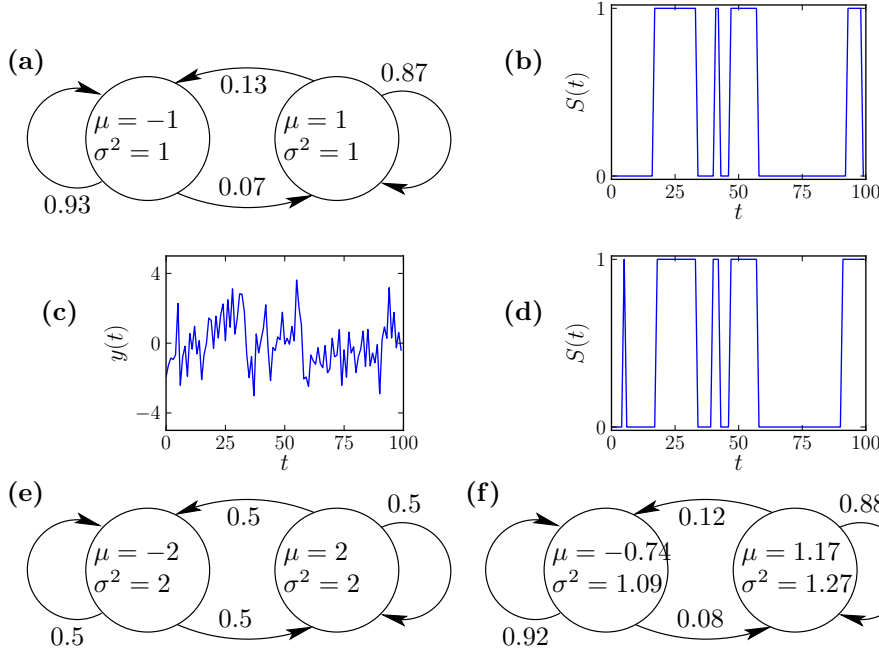 (a)
0.13
0.87
μ = −1
σ² = 1
μ = 1
σ² = 1
0.93
0.07
(b)
S(t)
1
0
0
25
50
75
100
t
(c)
y(t)
4
0
−4
0
25
50
75
100
t
(d)
S(t)
1
0
0
25
50
75
100
t
(e)
0.5
0.5
μ = −2
σ² = 2
μ = 2
σ² = 2
0.5
0.5
(f)
0.12
0.88
μ = −0.74
σ² = 1.09
μ = 1.17
σ² = 1.27
0.92
0.08